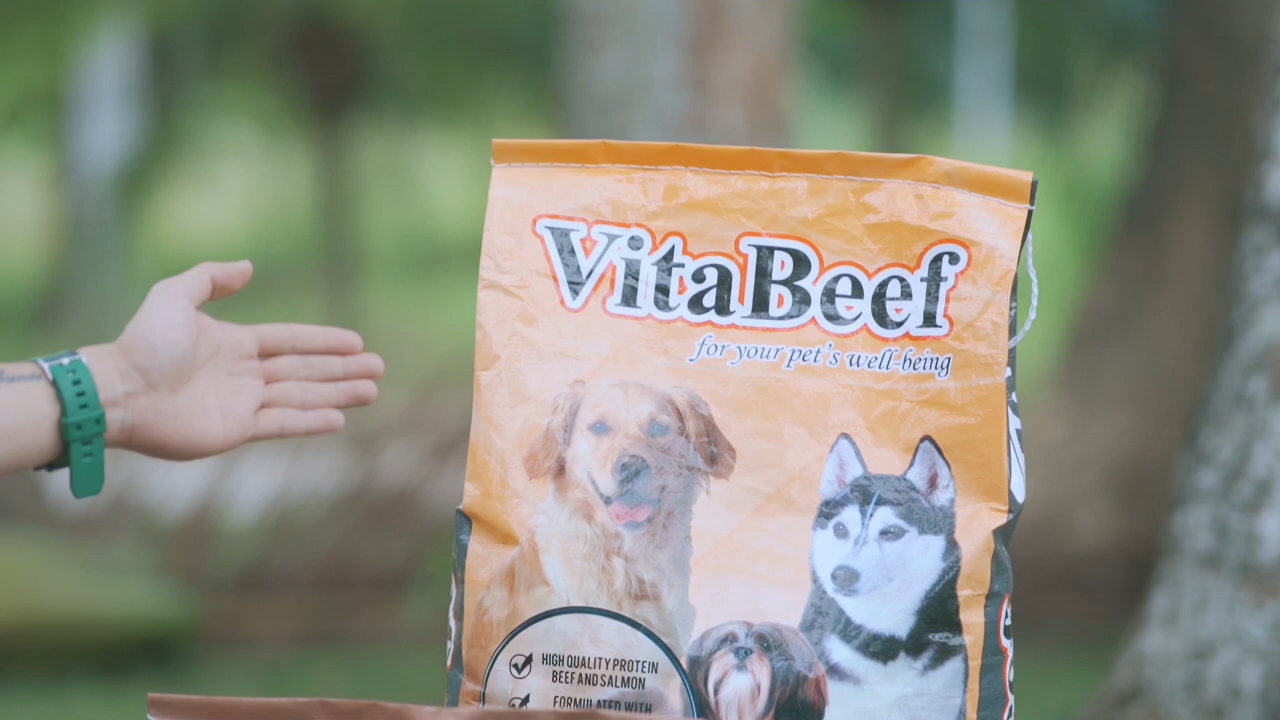 VitaBeef
for your pet's well-being
HIGH QUALITY PROTEIN
BEEF AND SALMON
FORMULATED WITH